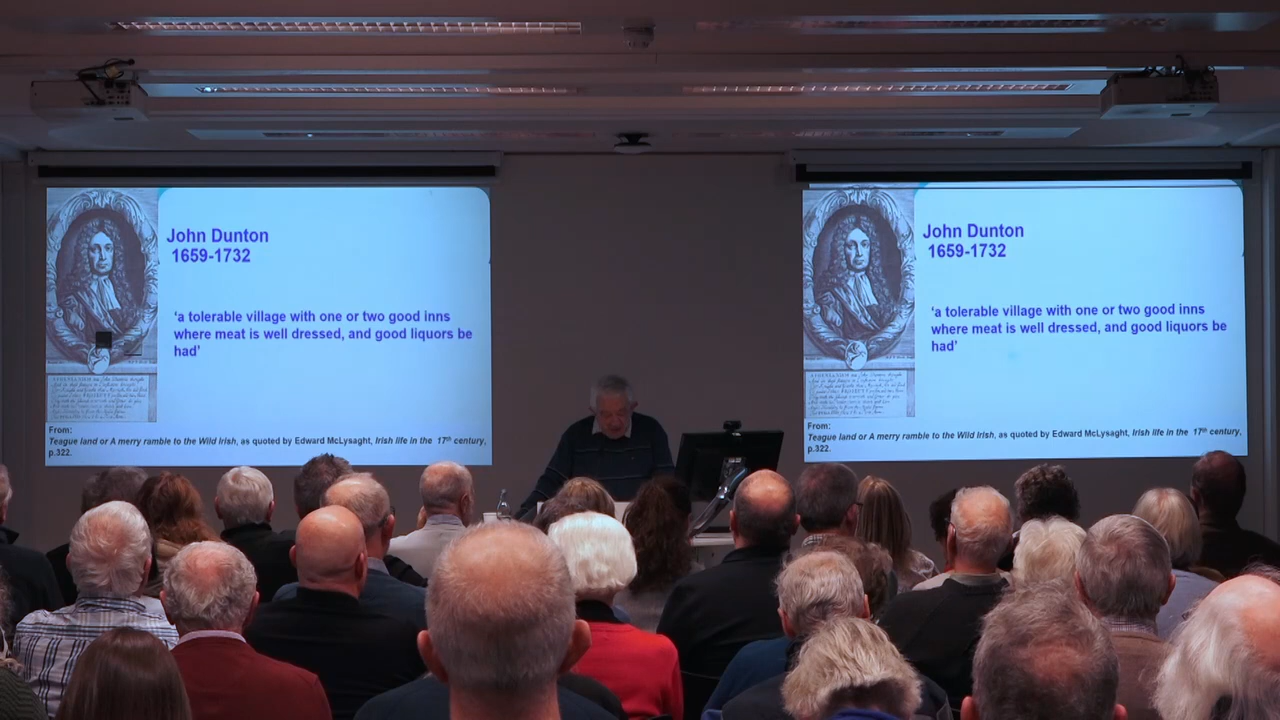 John Dunton
1659-1732
‘a tolerable village with one or two good inns
where meat is well dressed, and good liquors be
had’
From:
Teague land or A merry ramble to the Wild Irish, as quoted by Edward McLysaght, Irish life in the 17th century,
p.322.
John Dunton
1659-1732
‘a tolerable village with one or two good inns
where meat is well dressed, and good liquors be
had’
From:
Teague land or A merry ramble to the Wild Irish, as quoted by Edward McLysaght, Irish life in the 17th century,
p.322.